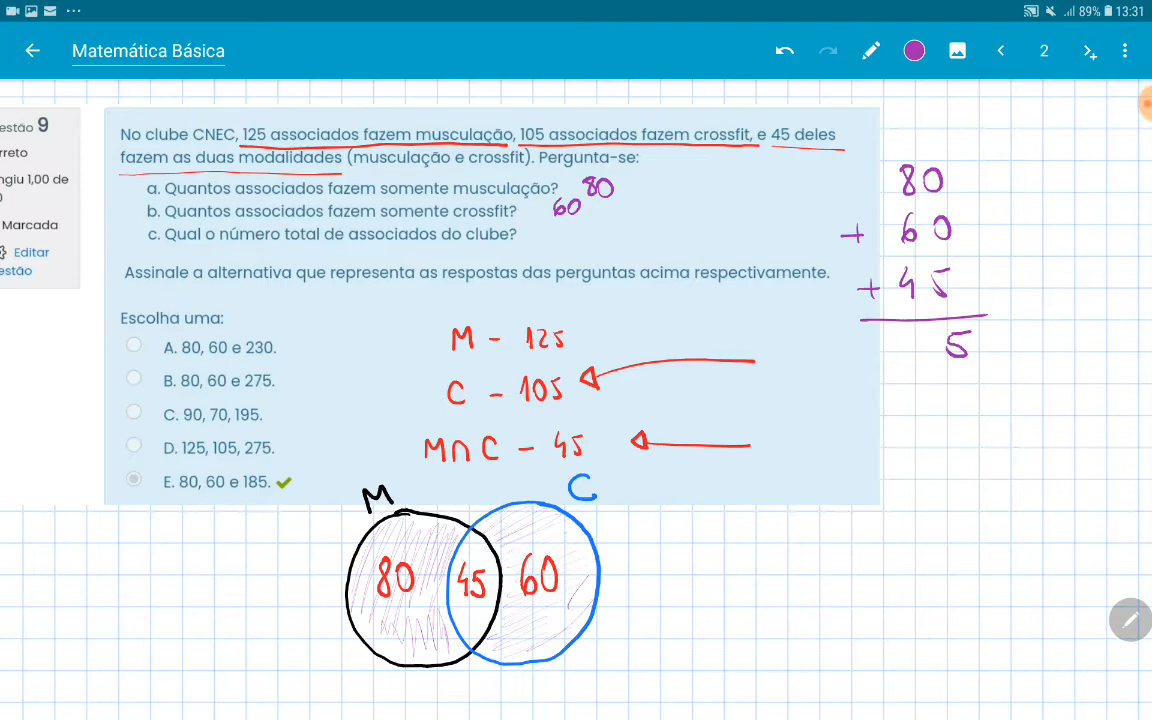 89% 13:31
Matemática Básica
2
estão 9
rreto
ngiu 1,00 de
0
Marcada
Editar
estão
No clube CNEC, 125 associados fazem musculação, 105 associados fazem crossfit, e 45 deles
fazem as duas modalidades (musculação e crossfit). Pergunta-se:
a. Quantos associados fazem somente musculação? 80
b. Quantos associados fazem somente crossfit? 60
c. Qual o número total de associados do clube?
Assinale a alternativa que representa as respostas das perguntas acima respectivamente.
Escolha uma:
A. 80, 60 e 230.
B. 80, 60 e 275.
C. 90, 70, 195.
D. 125, 105, 275.
E. 80, 60 e 185.
M - 125
C - 105
M∩C - 45
80
+ 60
+ 45
5
M
C
80 45 60